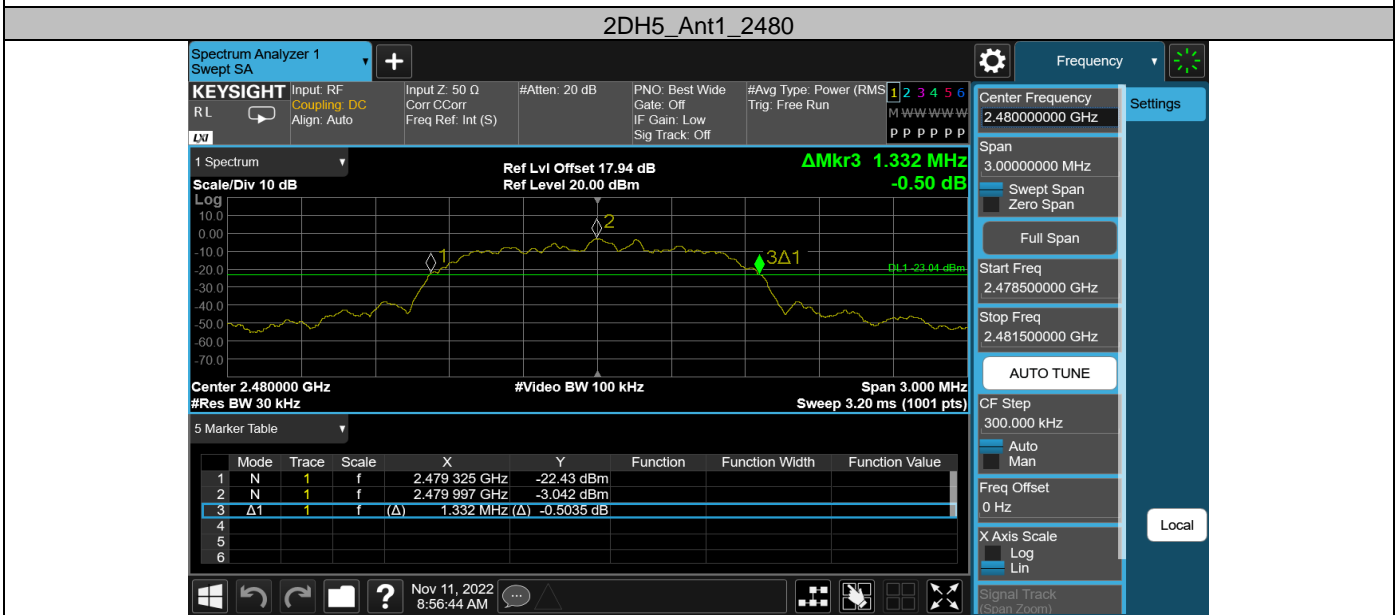 2DH5_Ant1_2480
Spectrum Analyzer 1
Swept SA
Frequency
KEYSIGHT
R L
LXI
Input: RF
Coupling: DC
Align: Auto
Input Z: 50 Ω
Corr CCorr
Freq Ref: Int (S)
#Atten: 20 dB
PNO: Best Wide
Gate: Off
IF Gain: Low
Sig Track: Off
#Avg Type: Power (RMS
Trig: Free Run
1 2 3 4 5 6
M W W W W W
P P P P P P
Center Frequency
2.480000000 GHz
Settings
Span
3.00000000 MHz
Swept Span
Zero Span
Full Span
Start Freq
2.478500000 GHz
Stop Freq
2.481500000 GHz
AUTO TUNE
CF Step
300.000 kHz
Auto
Man
Freq Offset
0 Hz
X Axis Scale
Log
Lin
Signal Track
(Span Zoom)
Local
1 Spectrum
Scale/Div 10 dB
Log
Ref Lvl Offset 17.94 dB
Ref Level 20.00 dBm
ΔMkr3 1.332 MHz
-0.50 dB
10.0
0.00
-10.0
-20.0
-30.0
-40.0
-50.0
-60.0
-70.0
1
2
3Δ1
DL1 -23.04 dBm
Center 2.480000 GHz
#Video BW 100 kHz
Span 3.000 MHz
#Res BW 30 kHz
Sweep 3.20 ms (1001 pts)
5 Marker Table
Mode Trace Scale X Y Function Function Width Function Value
1 N 1 f 2.479 325 GHz -22.43 dBm
2 N 1 f 2.479 997 GHz -3.042 dBm
3 Δ1 1 f (Δ) 1.332 MHz (Δ) -0.5035 dB
4
5
6
?
Nov 11, 2022
8:56:44 AM